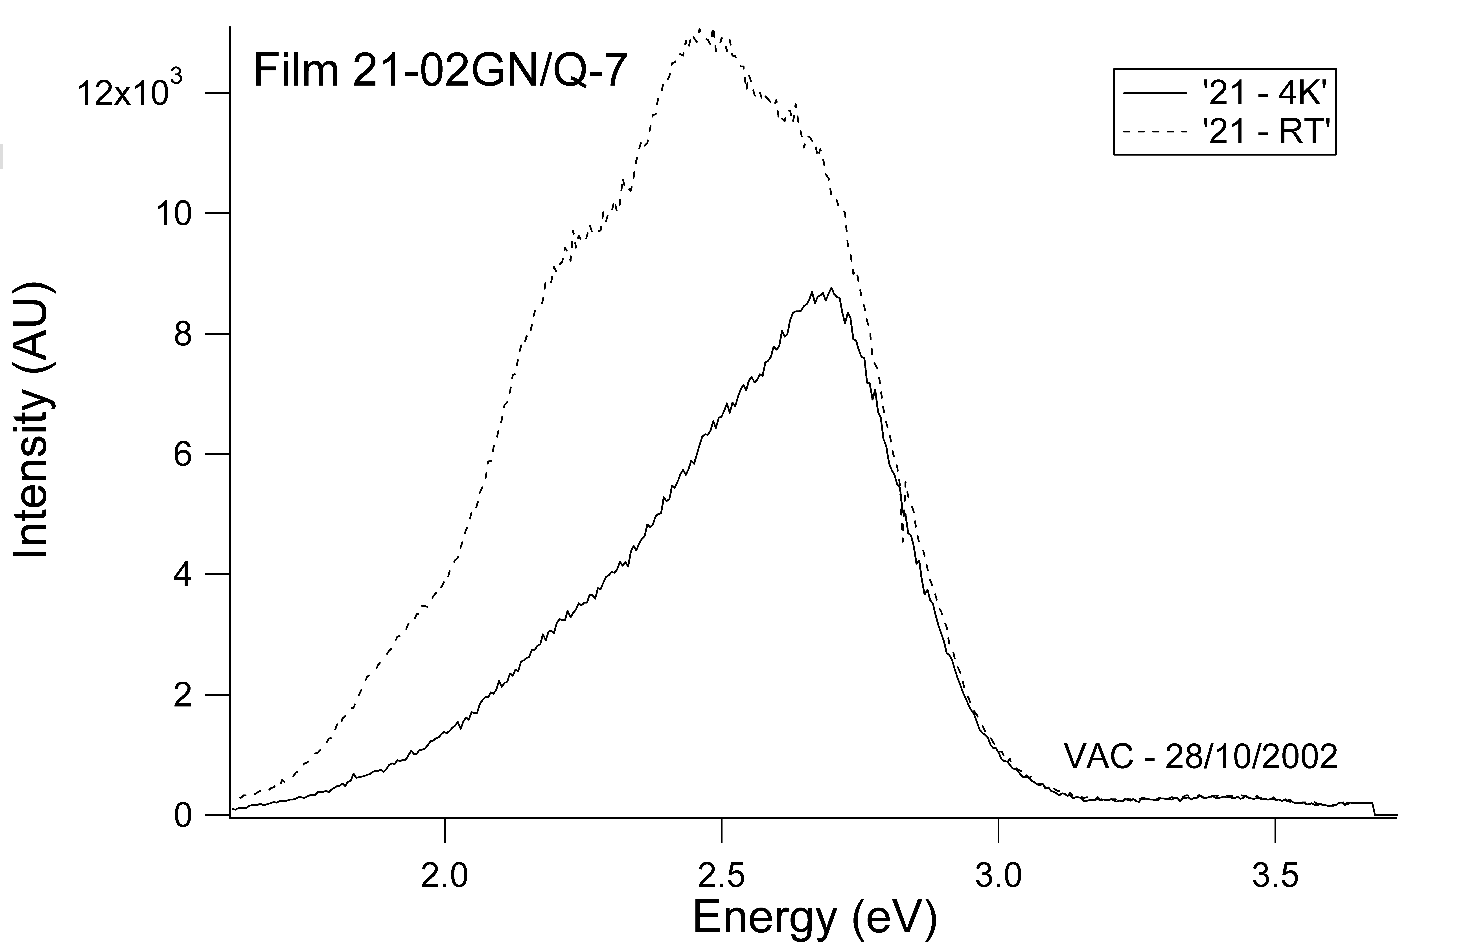 Film 21-02GN/Q-7
'21 - 4K'
'21 - RT'
12x10³
10
8
6
4
2
0
Intensity (AU)
VAC - 28/10/2002
2.0 2.5 3.0 3.5
Energy (eV)